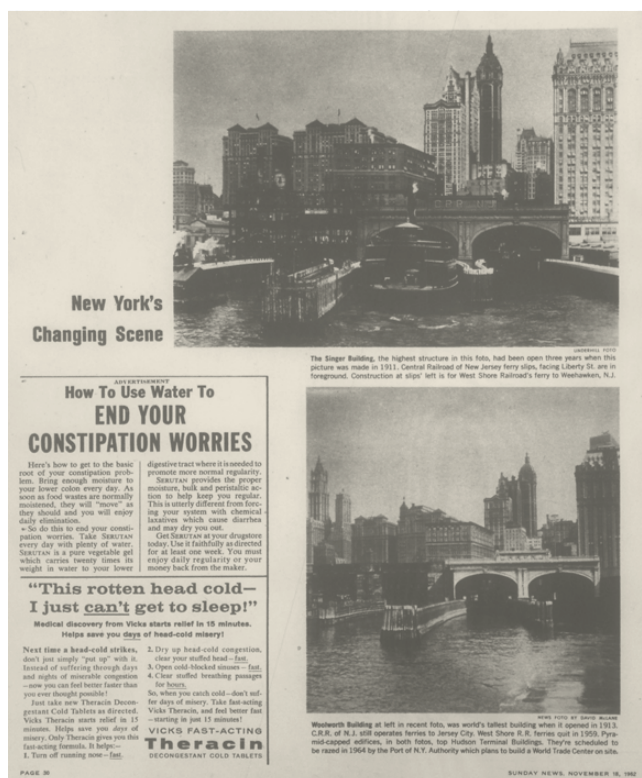 New York's
Changing Scene
UNDERHILL FOTO
The Singer Building, the highest structure in this foto, had been open three years when this
picture was made in 1911. Central Railroad of New Jersey ferry slips, facing Liberty St. are in
foreground. Construction at slips' left is for West Shore Railroad's ferry to Weehawken, N.J.
ADVERTISEMENT
How To Use Water To
END YOUR
CONSTIPATION WORRIES
Here's how to get to the basic
root of your constipation prob-
lem. Bring enough moisture to
your lower colon every day. As
soon as food wastes are normally
moistened, they will "move" as
they should and you will enjoy
daily elimination.
So do this to end your consti-
pation worries. Take SERUTAN
every day with plenty of water.
SERUTAN is a pure vegetable gel
which carries twenty times its
weight in water to your lower
digestive tract where it is needed to
promote more normal regularity.
SERUTAN provides the proper
moisture, bulk and peristaltic ac-
tion to help keep you regular.
This is utterly different from forc-
ing your system with chemical
laxatives which cause diarrhea
and may dry you out.
Get SERUTAN at your drugstore
today. Use it faithfully as directed
for at least one week. You must
enjoy daily regularity or your
money back from the maker.
"This rotten head cold—
I just can't get to sleep!"
Medical discovery from Vicks starts relief in 15 minutes.
Helps save you days of head-cold misery!
Next time a head-cold strikes,
don't just simply "put up" with it.
Instead of suffering through days
and nights of miserable congestion
—now you can feel better faster than
you ever thought possible!
Just take new Theracin Decon-
gestant Cold Tablets as directed.
Vicks Theracin starts relief in 15
minutes. Helps save you days of
misery. Only Theracin gives you this
fast-acting formula. It helps:—
1. Turn off running nose—fast.
2. Dry up head-cold congestion,
clear your stuffed head—fast.
3. Open cold-blocked sinuses—fast.
4. Clear stuffed breathing passages
for hours.
So, when you catch cold—don't suf-
fer days of misery. Take fast-acting
Vicks Theracin, and feel better fast
—starting in just 15 minutes!
VICKS FAST-ACTING
Theracin
DECONGESTANT COLD TABLETS
NEWS FOTO BY DAVID McLANE
Woolworth Building at left in recent foto, was world's tallest building when it opened in 1913.
C.R.R. of N.J. still operates ferries to Jersey City. West Shore R.R. ferries quit in 1959. Pyra-
mid-capped edifices, in both fotos, top Hudson Terminal Buildings. They're scheduled to
be razed in 1964 by the Port of N.Y. Authority which plans to build a World Trade Center on site.
PAGE 30
SUNDAY NEWS, NOVEMBER 18, 1962